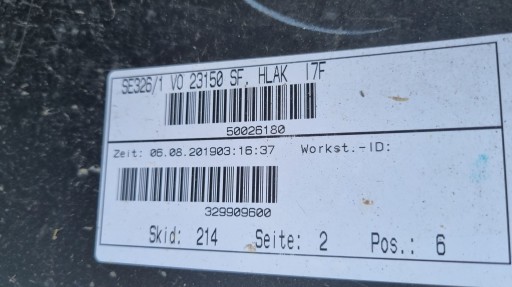 SE326/1 VO 23150 SF. HLAK I7F
50026180
Zeit: 06.08.201903:16:37 Workst.-ID:
329909600
Skid: 214 Seite: 2 Pos.: 6